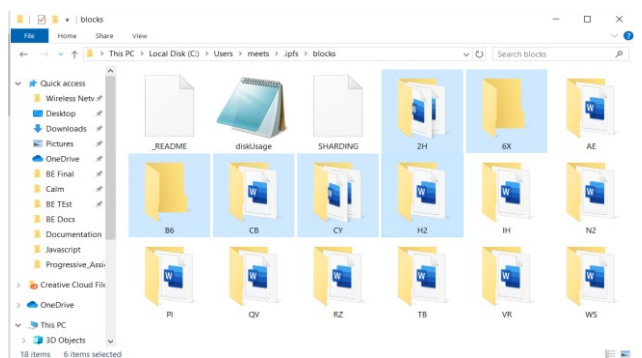 blocks
File Home Share View
This PC > Local Disk (C:) > Users > meets > .ipfs > blocks
Search blocks
Quick access
Wireless Netv
Desktop
Downloads
Pictures
OneDrive
BE Final
Calm
BE TEst
BE Docs
Documentation
Javascript
Progressive_Assi
Creative Cloud File
OneDrive
This PC
3D Objects
_README diskUsage SHARDING 2H 6X AE
B6 CB CY H2 IH N2
PI QV RZ TB VR WS
18 items 6 items selected